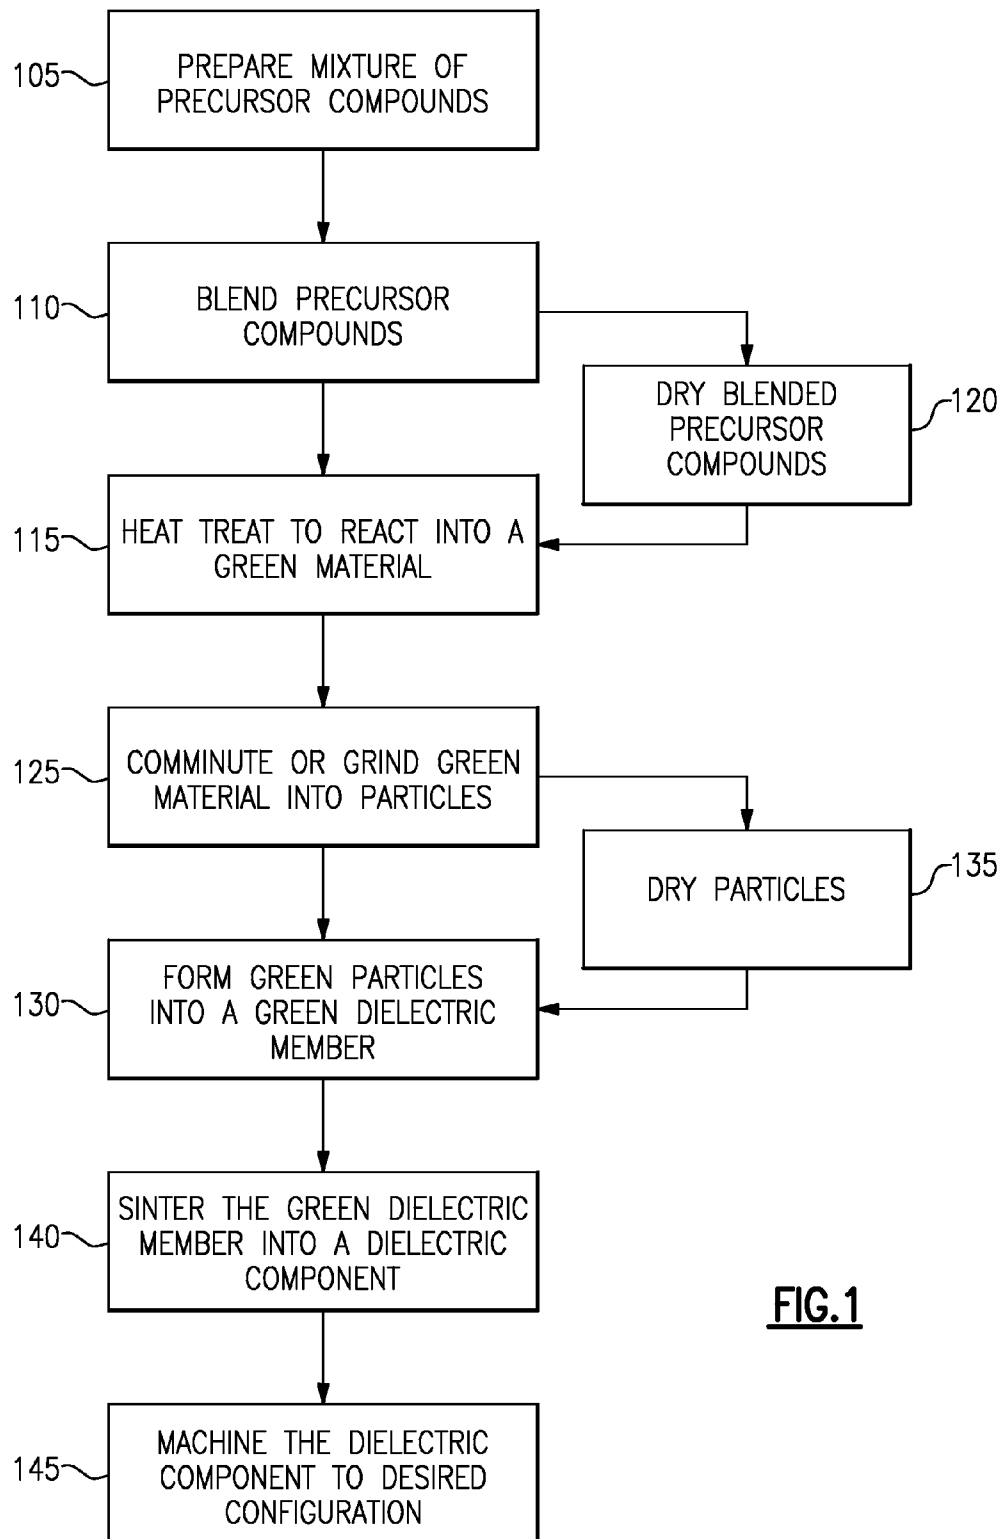 105
PREPARE MIXTURE OF
PRECURSOR COMPOUNDS
110
BLEND PRECURSOR
COMPOUNDS
DRY BLENDED
PRECURSOR
COMPOUNDS
120
115
HEAT TREAT TO REACT INTO A
GREEN MATERIAL
125
COMMINUTE OR GRIND GREEN
MATERIAL INTO PARTICLES
DRY PARTICLES
135
130
FORM GREEN PARTICLES
INTO A GREEN DIELECTRIC
MEMBER
140
SINTER THE GREEN DIELECTRIC
MEMBER INTO A DIELECTRIC
COMPONENT
FIG.1
145
MACHINE THE DIELECTRIC
COMPONENT TO DESIRED
CONFIGURATION